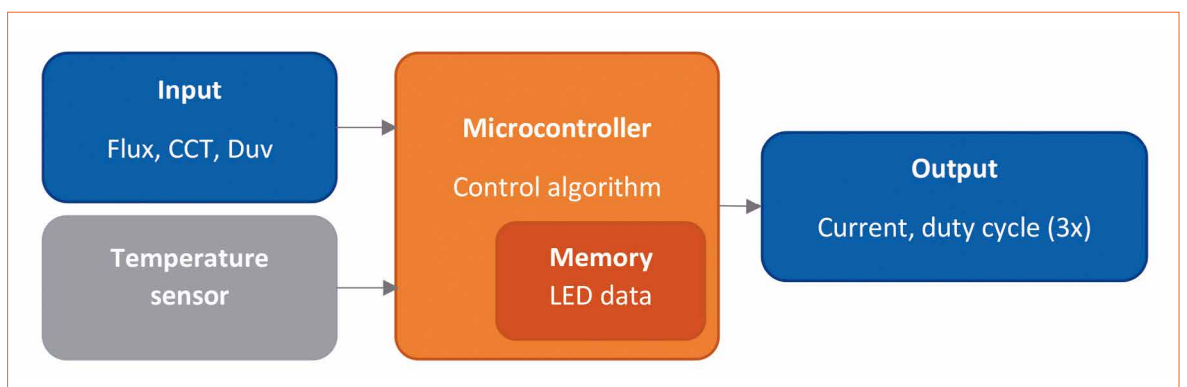 Input
Flux, CCT, Duv
Temperature
sensor
Microcontroller
Control algorithm
Memory
LED data
Output
Current, duty cycle (3x)